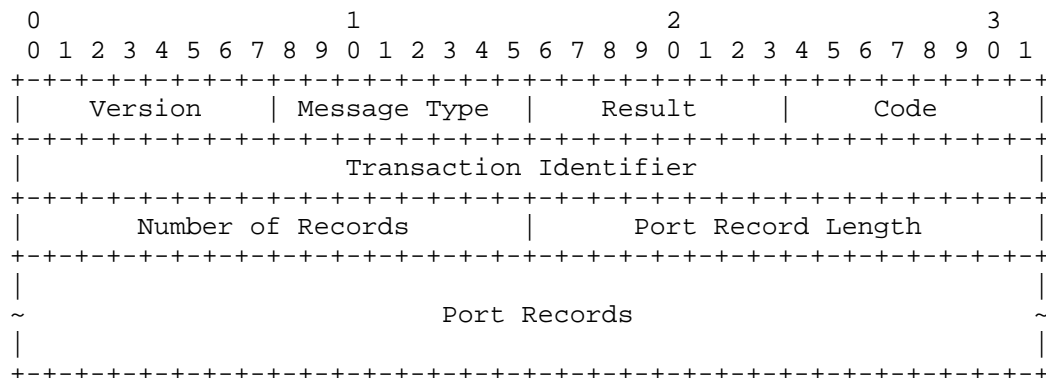 0                   1                   2                   3
0 1 2 3 4 5 6 7 8 9 0 1 2 3 4 5 6 7 8 9 0 1 2 3 4 5 6 7 8 9 0 1
+-+-+-+-+-+-+-+-+-+-+-+-+-+-+-+-+-+-+-+-+-+-+-+-+-+-+-+-+-+-+-+-+
|    Version    | Message Type  |    Result     |     Code      |
+-+-+-+-+-+-+-+-+-+-+-+-+-+-+-+-+-+-+-+-+-+-+-+-+-+-+-+-+-+-+-+-+
|                    Transaction Identifier                     |
+-+-+-+-+-+-+-+-+-+-+-+-+-+-+-+-+-+-+-+-+-+-+-+-+-+-+-+-+-+-+-+-+
|       Number of Records       |      Port Record Length       |
+-+-+-+-+-+-+-+-+-+-+-+-+-+-+-+-+-+-+-+-+-+-+-+-+-+-+-+-+-+-+-+-+
|                                                               |
~                          Port Records                         ~
|                                                               |
+-+-+-+-+-+-+-+-+-+-+-+-+-+-+-+-+-+-+-+-+-+-+-+-+-+-+-+-+-+-+-+-+